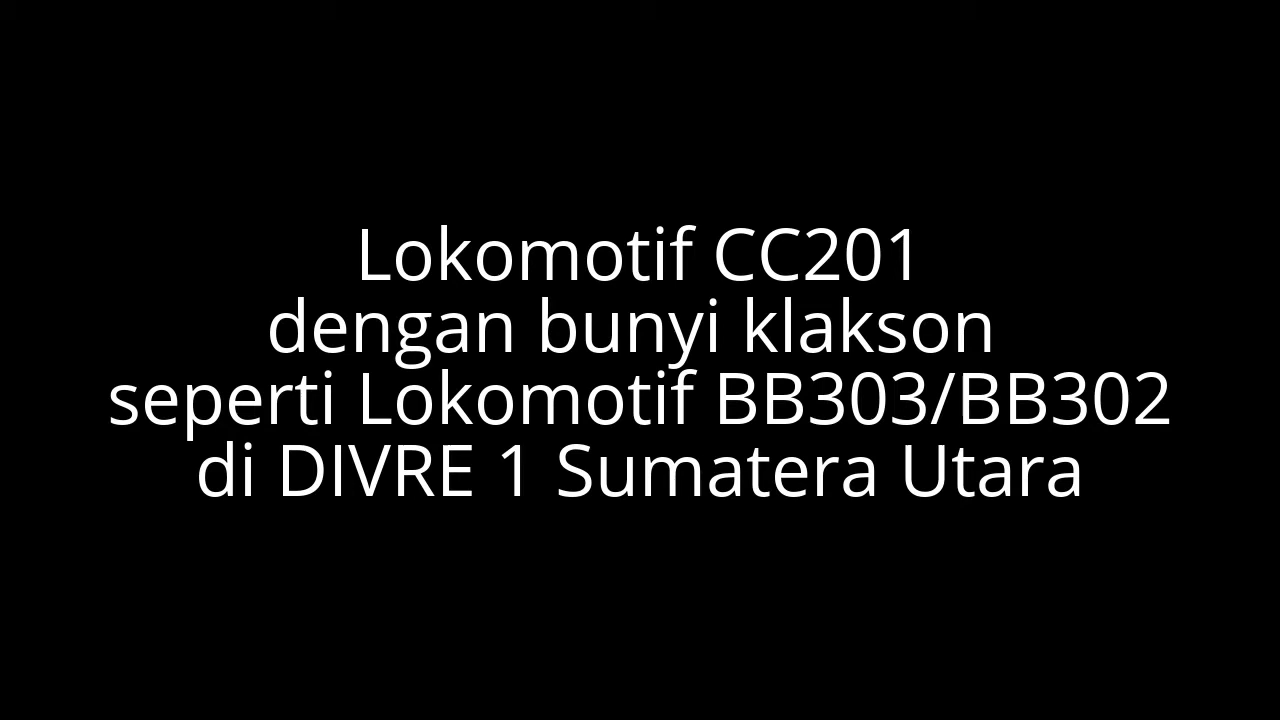 Lokomotif CC201
dengan bunyi klakson
seperti Lokomotif BB303/BB302
di DIVRE 1 Sumatera Utara